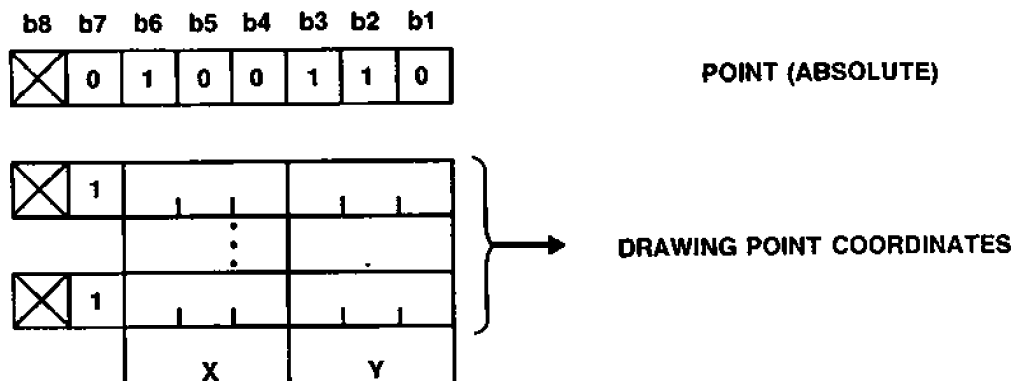 b8 b7 b6 b5 b4 b3 b2 b1
0 1 0 0 1 1 0 POINT (ABSOLUTE)
1
DRAWING POINT COORDINATES
1
X Y